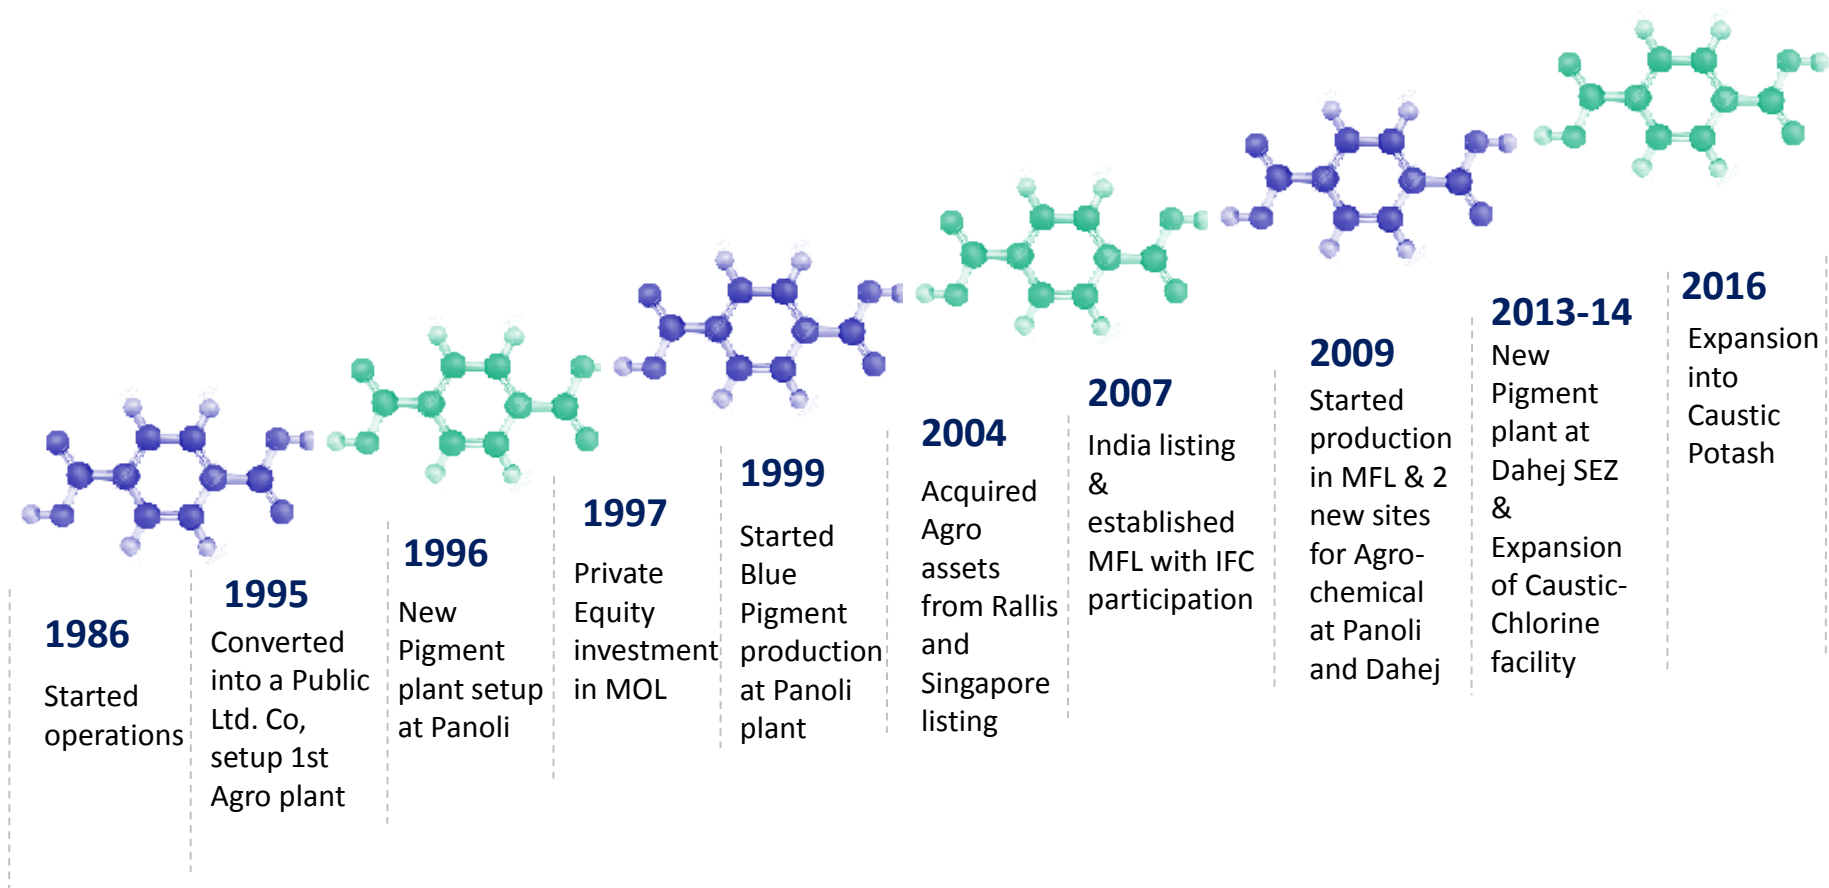 1986
Started
operations
1995
Converted
into a Public
Ltd. Co,
setup 1st
Agro plant
1996
New
Pigment
plant setup
at Panoli
1997
Private
Equity
investment
in MOL
1999
Started
Blue
Pigment
production
at Panoli
plant
2004
Acquired
Agro
assets
from Rallis
and
Singapore
listing
2007
India listing
&
established
MFL with IFC
participation
2009
Started
production
in MFL & 2
new sites
for Agro-
chemical
at Panoli
and Dahej
2013-14
New
Pigment
plant at
Dahej SEZ
&
Expansion
of Caustic-
Chlorine
facility
2016
Expansion
into
Caustic
Potash